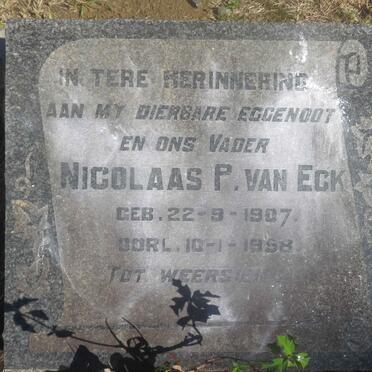 IN TERE HERINNERING
AAN MY DIERBARE EGGENOOT
EN ONS VADER
NICOLAAS P. VAN ECK
GEB. 22-9-1907.
OORL. 10-1-1958
TOT WEERSIENS